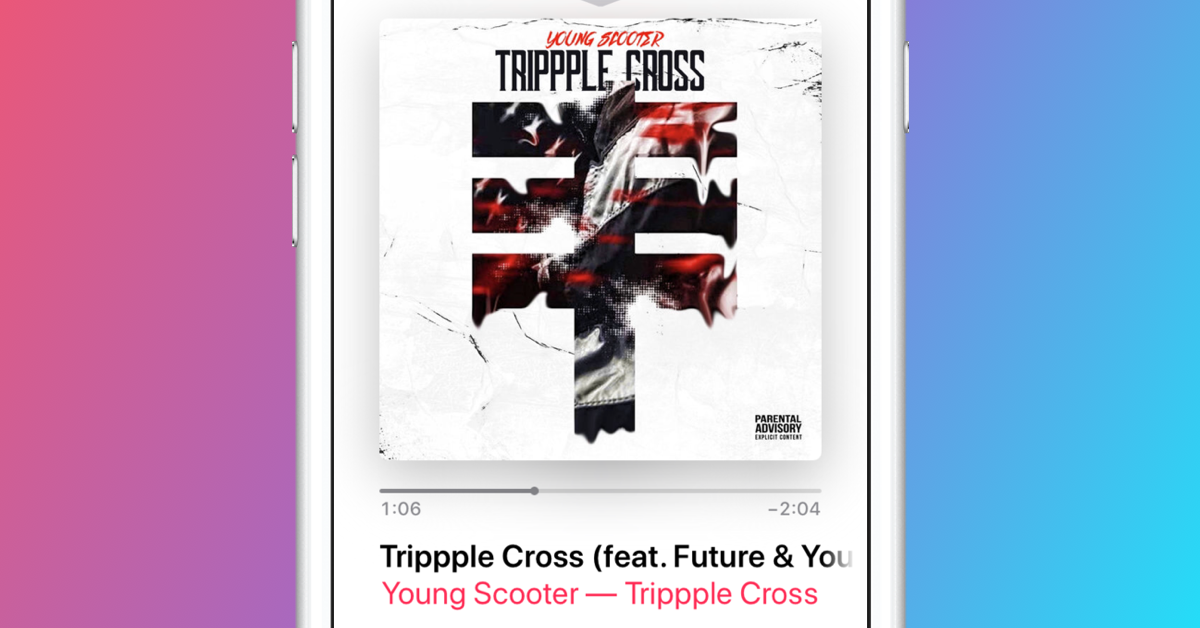 YOUNG SCOOTER
TRIPPPLE CROSS
PARENTAL
ADVISORY
EXPLICIT CONTENT
1:06
−2:04
Trippple Cross (feat. Future & You
Young Scooter — Trippple Cross